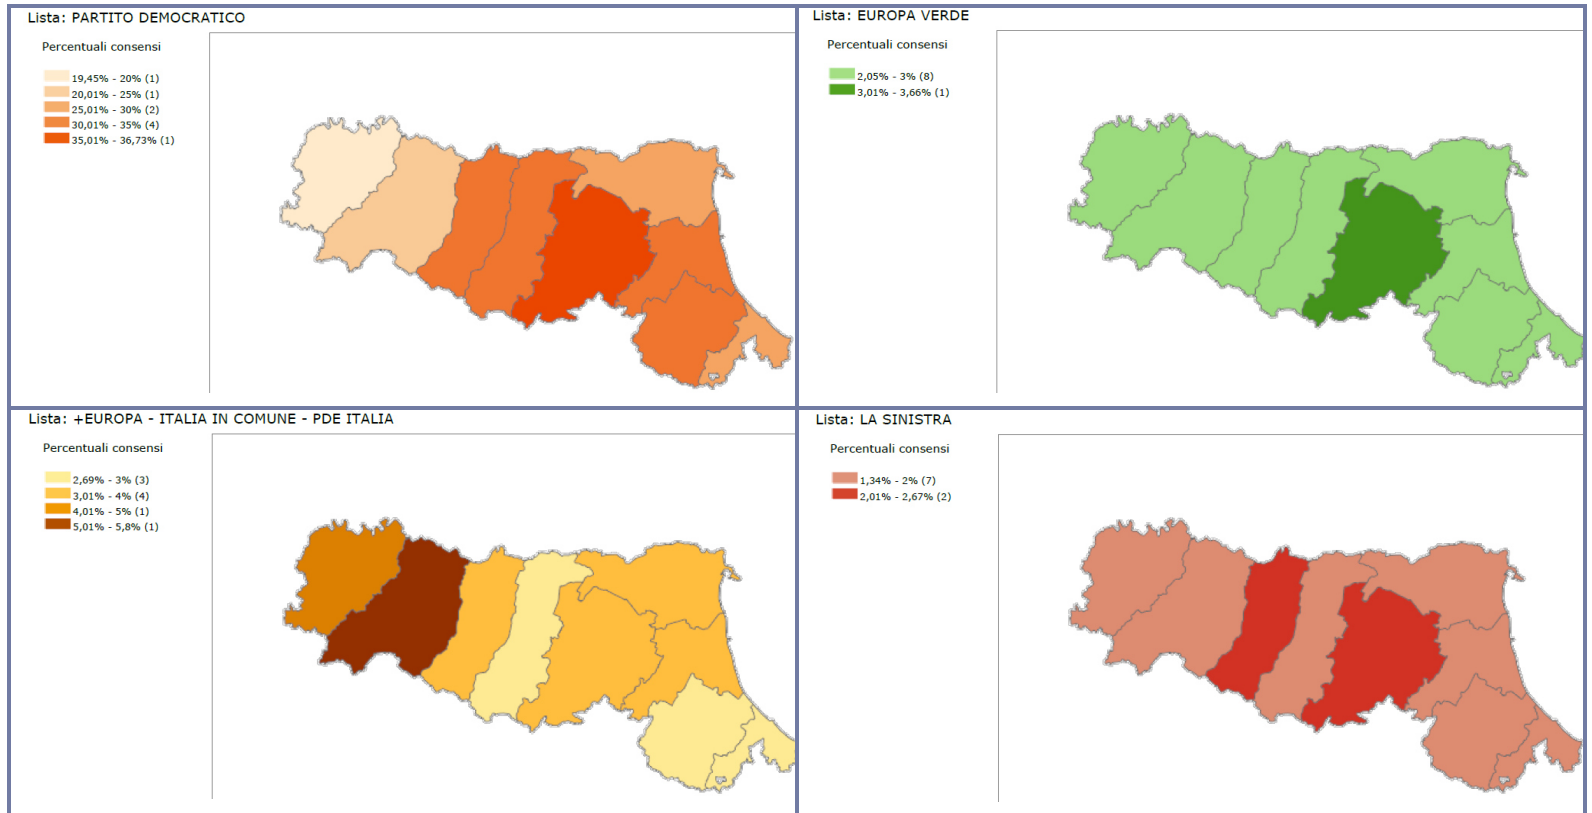 Lista: PARTITO DEMOCRATICO
Percentuali consensi
19,45% - 20% (1)
20,01% - 25% (1)
25,01% - 30% (2)
30,01% - 35% (4)
35,01% - 36,73% (1)
Lista: EUROPA VERDE
Percentuali consensi
2,05% - 3% (8)
3,01% - 3,66% (1)
Lista: +EUROPA - ITALIA IN COMUNE - PDE ITALIA
Percentuali consensi
2,69% - 3% (3)
3,01% - 4% (4)
4,01% - 5% (1)
5,01% - 5,8% (1)
Lista: LA SINISTRA
Percentuali consensi
1,34% - 2% (7)
2,01% - 2,67% (2)